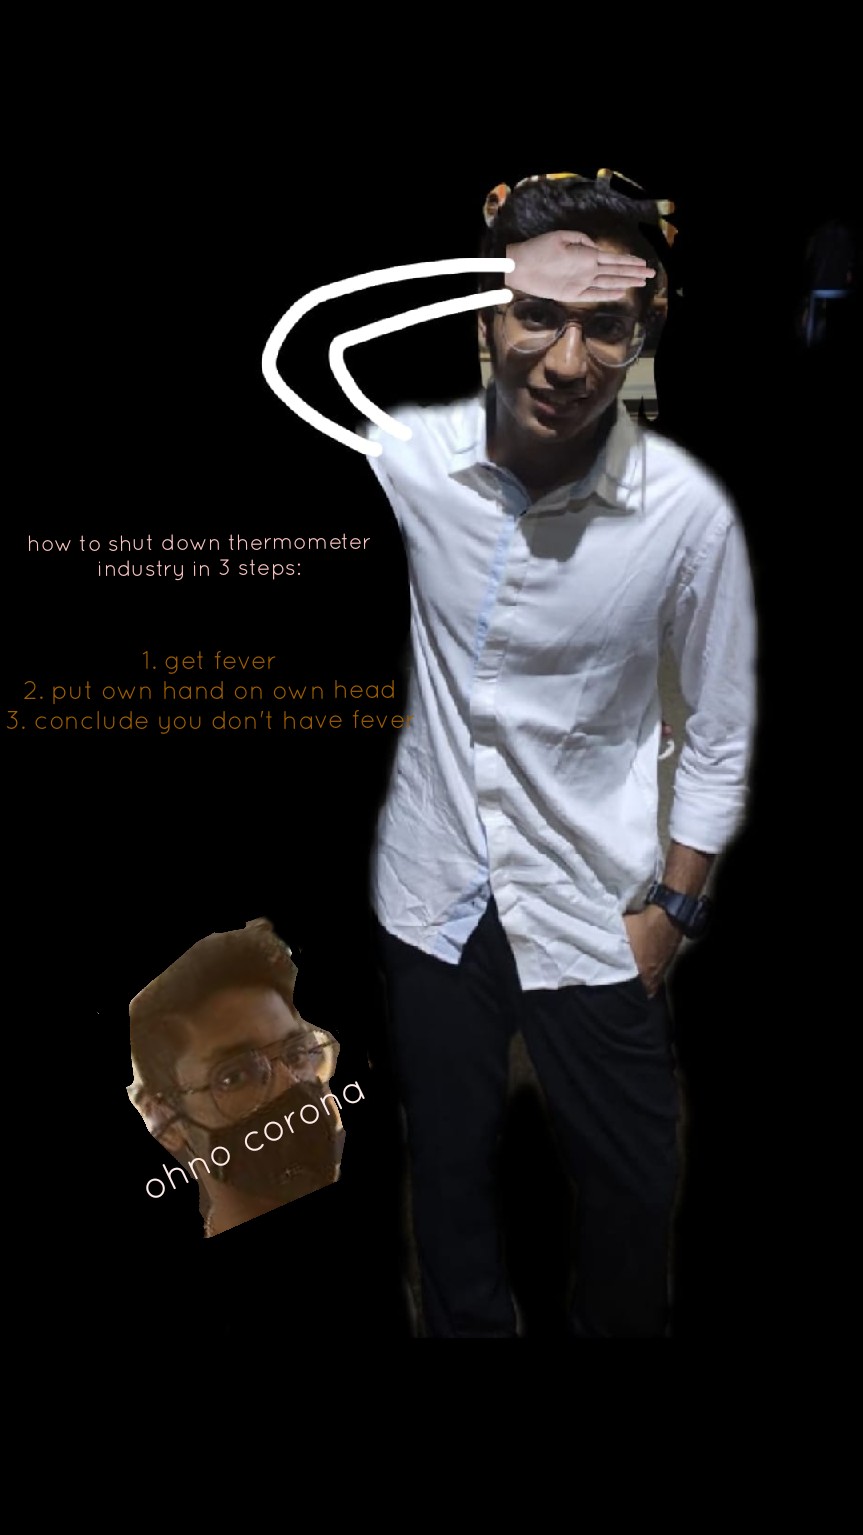 how to shut down thermometer
industry in 3 steps:
1. get fever
2. put own hand on own head
3. conclude you don't have fever
ohno corona